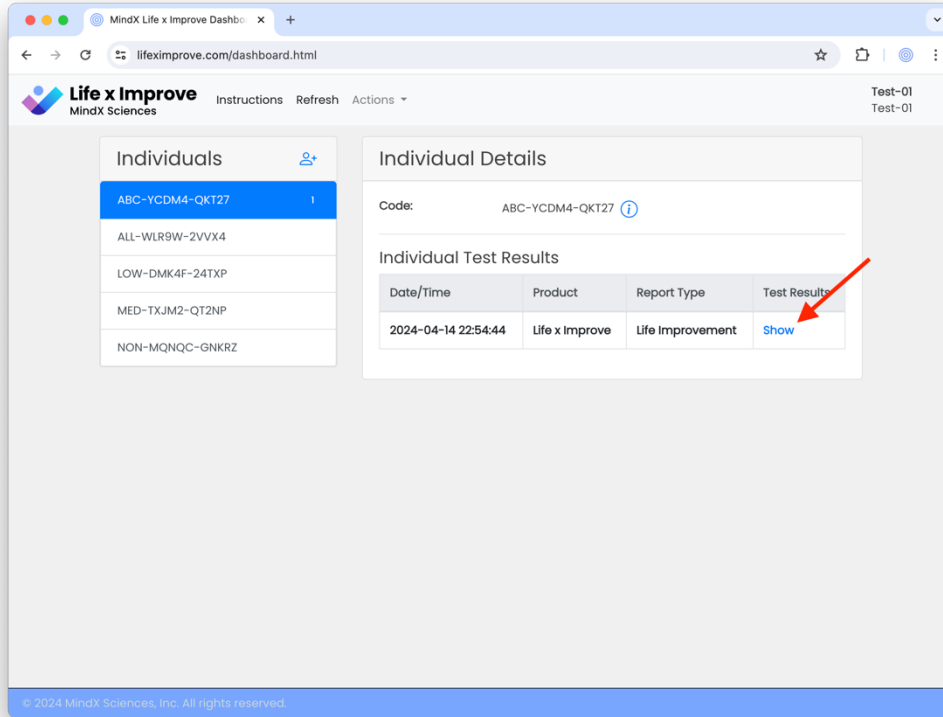 MindX Life x Improve Dashbo
lifeximprove.com/dashboard.html
Life x Improve
MindX Sciences
Instructions Refresh Actions
Test-01
Test-01
Individuals
ABC-YCDM4-QKT27 1
ALL-WLR9W-2VVX4
LOW-DMK4F-24TXP
MED-TXJM2-QT2NP
NON-MQNQC-GNKRZ
Individual Details
Code: ABC-YCDM4-QKT27
Individual Test Results
Date/Time Product Report Type Test Results
2024-04-14 22:54:44 Life x Improve Life Improvement Show
© 2024 MindX Sciences, Inc. All rights reserved.